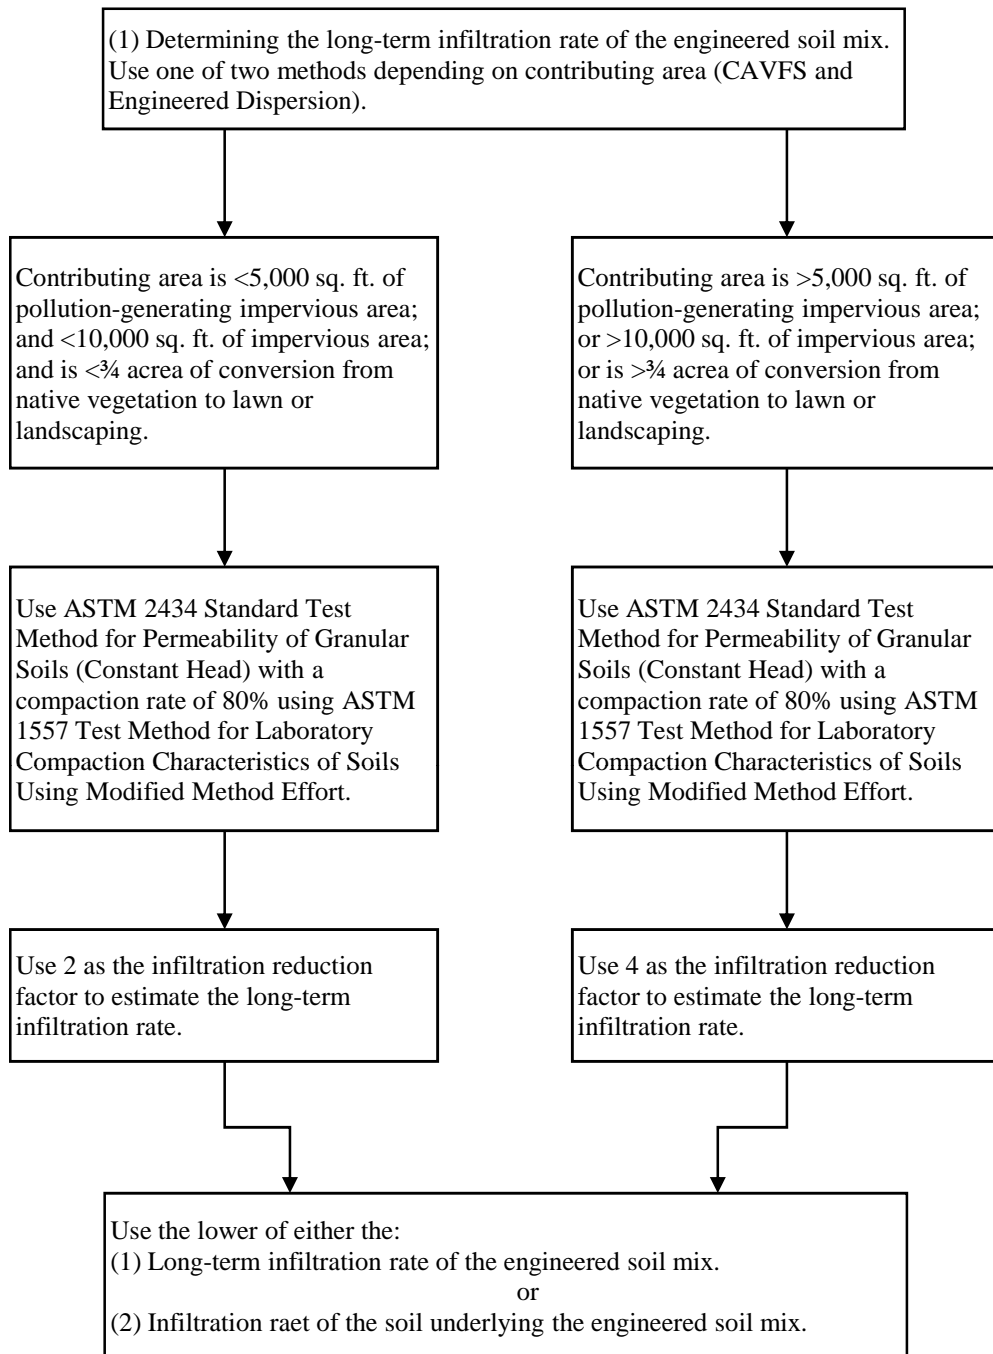 (1) Determining the long-term infiltration rate of the engineered soil mix.
Use one of two methods depending on contributing area (CAVFS and
Engineered Dispersion).
Contributing area is <5,000 sq. ft. of
pollution-generating impervious area;
and <10,000 sq. ft. of impervious area;
and is <¾ acrea of conversion from
native vegetation to lawn or
landscaping.
Contributing area is >5,000 sq. ft. of
pollution-generating impervious area;
or >10,000 sq. ft. of impervious area;
or is >¾ acrea of conversion from
native vegetation to lawn or
landscaping.
Use ASTM 2434 Standard Test
Method for Permeability of Granular
Soils (Constant Head) with a
compaction rate of 80% using ASTM
1557 Test Method for Laboratory
Compaction Characteristics of Soils
Using Modified Method Effort.
Use ASTM 2434 Standard Test
Method for Permeability of Granular
Soils (Constant Head) with a
compaction rate of 80% using ASTM
1557 Test Method for Laboratory
Compaction Characteristics of Soils
Using Modified Method Effort.
Use 2 as the infiltration reduction
factor to estimate the long-term
infiltration rate.
Use 4 as the infiltration reduction
factor to estimate the long-term
infiltration rate.
Use the lower of either the:
(1) Long-term infiltration rate of the engineered soil mix.
or
(2) Infiltration raet of the soil underlying the engineered soil mix.